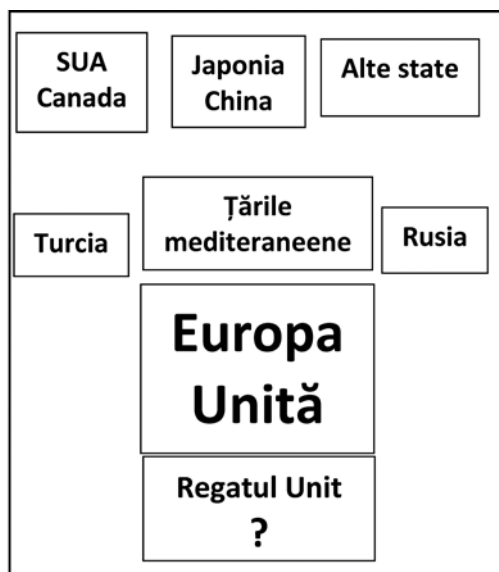 SUA
Canada
Japonia
China
Alte state
Turcia
Țările
mediteraneene
Rusia
Europa
Unită
Regatul Unit
?